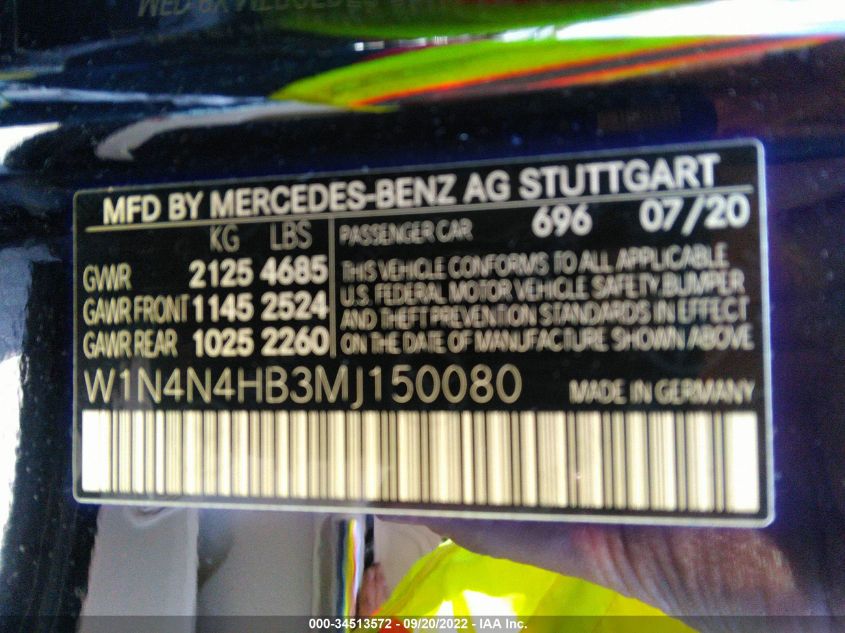 MFD BY MERCEDES-BENZ AG STUTTGART
KG LBS
GVWR 2125 4685
GAWR FRONT 1145 2524
GAWR REAR 1025 2260
PASSENGER CAR 696 07/20
THIS VEHICLE CONFORMS TO ALL APPLICABLE
U.S. FEDERAL MOTOR VEHICLE SAFETY, BUMPER
AND THEFT PREVENTION STANDARDS IN EFFECT
ON THE DATE OF MANUFACTURE SHOWN ABOVE
W1N4N4HB3MJ150080 MADE IN GERMANY
000-34513572 - 09/20/2022 - IAA Inc.